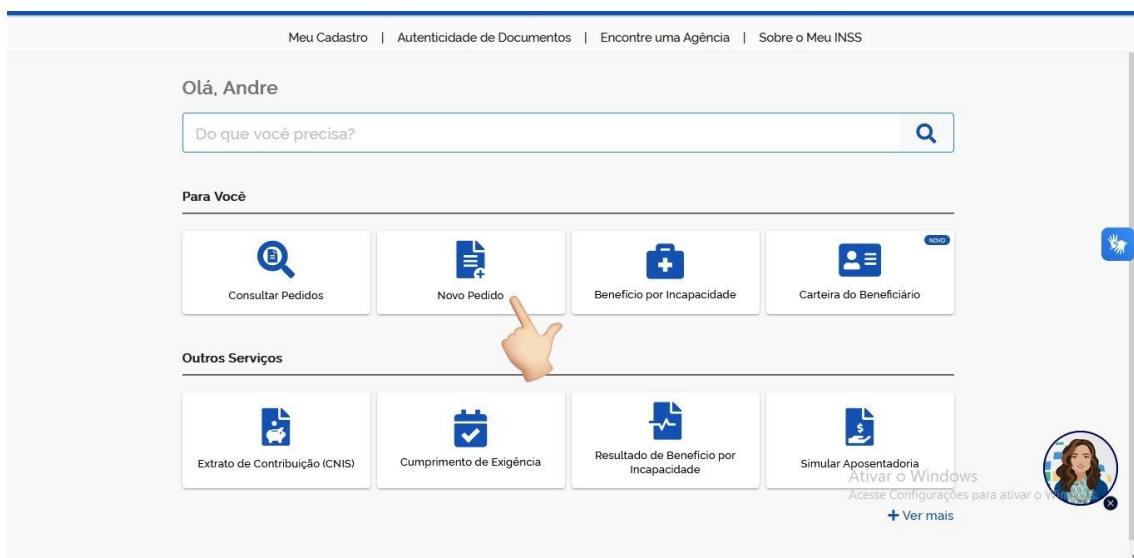 Meu Cadastro | Autenticidade de Documentos | Encontre uma Agência | Sobre o Meu INSS
Olá, Andre
Do que você precisa?
Para Você
Consultar Pedidos
Novo Pedido
Benefício por Incapacidade
NOVO
Carteira do Beneficiário
Outros Serviços
Extrato de Contribuição (CNIS)
Cumprimento de Exigência
Resultado de Benefício por
Incapacidade
Simular Aposentadoria
Ativar o Windows
Acesse Configurações para ativar o Windows.
+ Ver mais